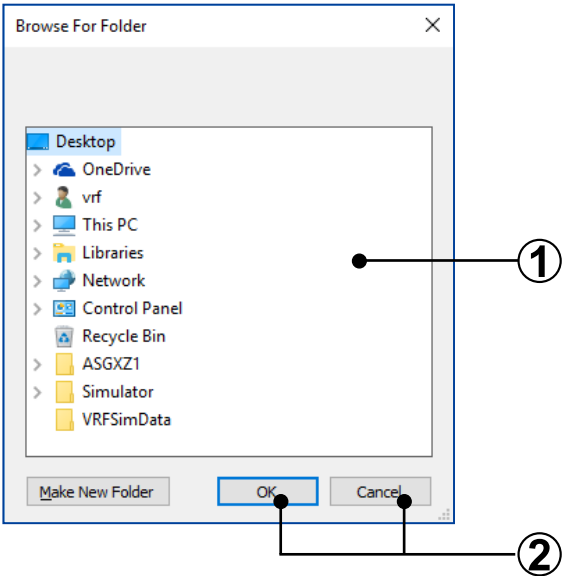 Browse For Folder
Desktop
OneDrive
vrf
This PC
Libraries
Network
Control Panel
Recycle Bin
ASGXZ1
Simulator
VRFSimData
1
Make New Folder OK Cancel
2